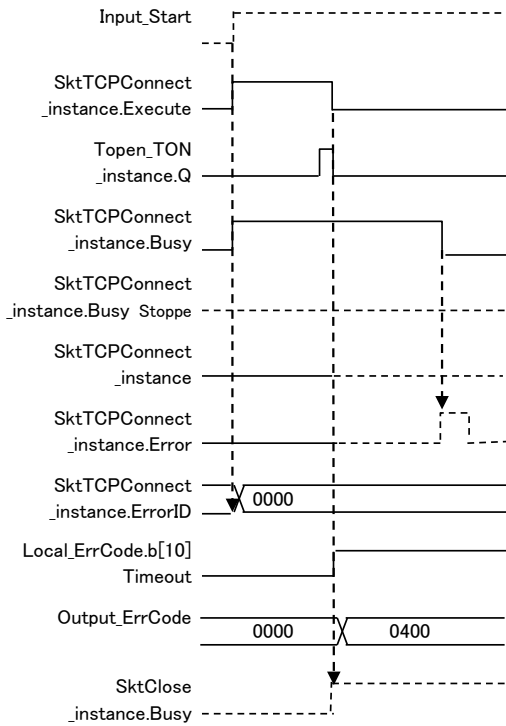 Input_Start
SktTCPConnect
_instance.Execute
Topen_TON
_instance.Q
SktTCPConnect
_instance.Busy
SktTCPConnect
_instance.Busy Stoppe
SktTCPConnect
_instance
SktTCPConnect
_instance.Error
SktTCPConnect
_instance.ErrorID
0000
Local_ErrCode.b[10]
Timeout
Output_ErrCode
0000 0400
SktClose
_instance.Busy